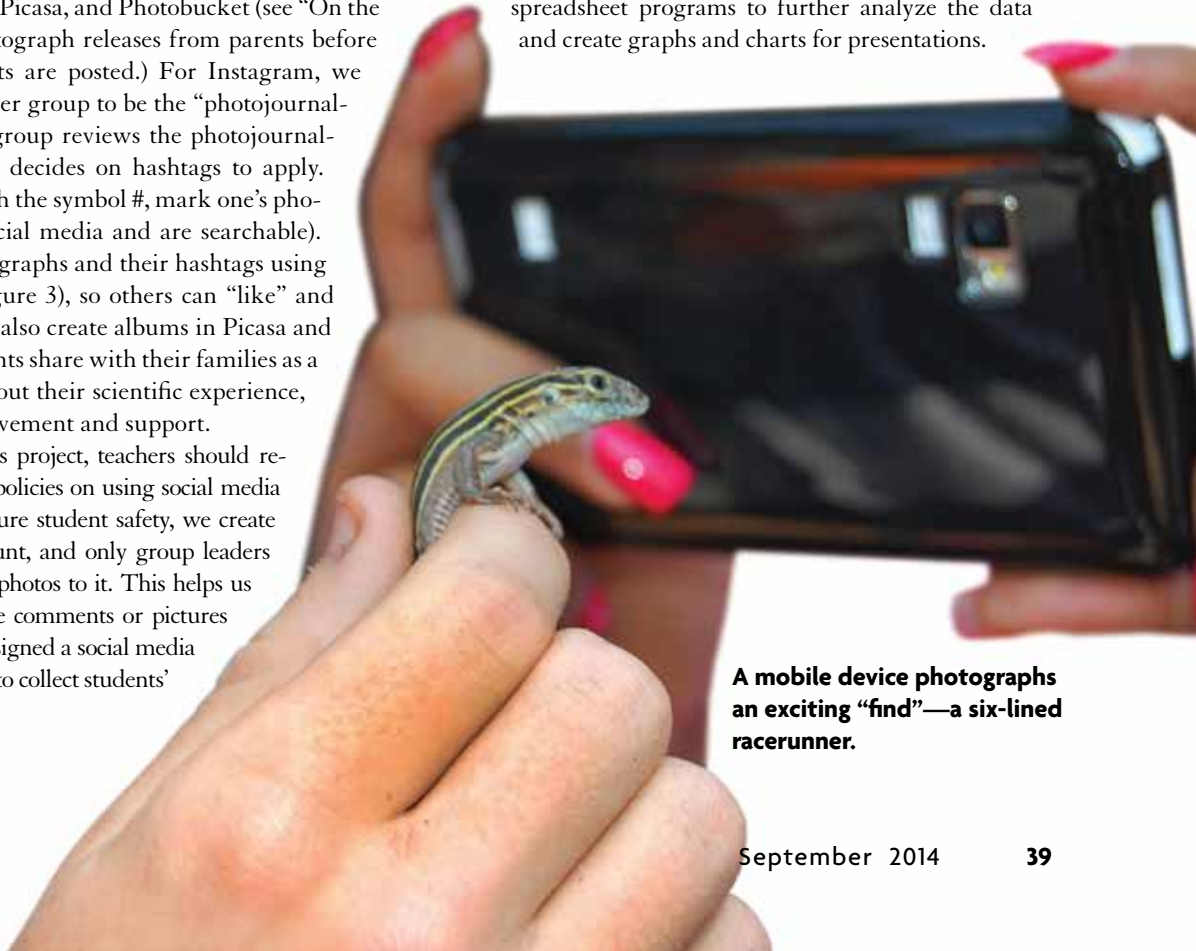 Picasa, and Photobucket (see “On the
tograph releases from parents before
ts are posted.) For Instagram, we
er group to be the “photojournal-
group reviews the photojournal-
decides on hashtags to apply.
h the symbol #, mark one’s pho-
cial media and are searchable).
graphs and their hashtags using
gure 3), so others can “like” and
also create albums in Picasa and
nts share with their families as a
out their scientific experience,
vement and support.
s project, teachers should re-
policies on using social media
ure student safety, we create
unt, and only group leaders
photos to it. This helps us
e comments or pictures
signed a social media
to collect students’
spreadsheet programs to further analyze the data
and create graphs and charts for presentations.
A mobile device photographs
an exciting “find”—a six-lined
racerunner.
September 2014 39